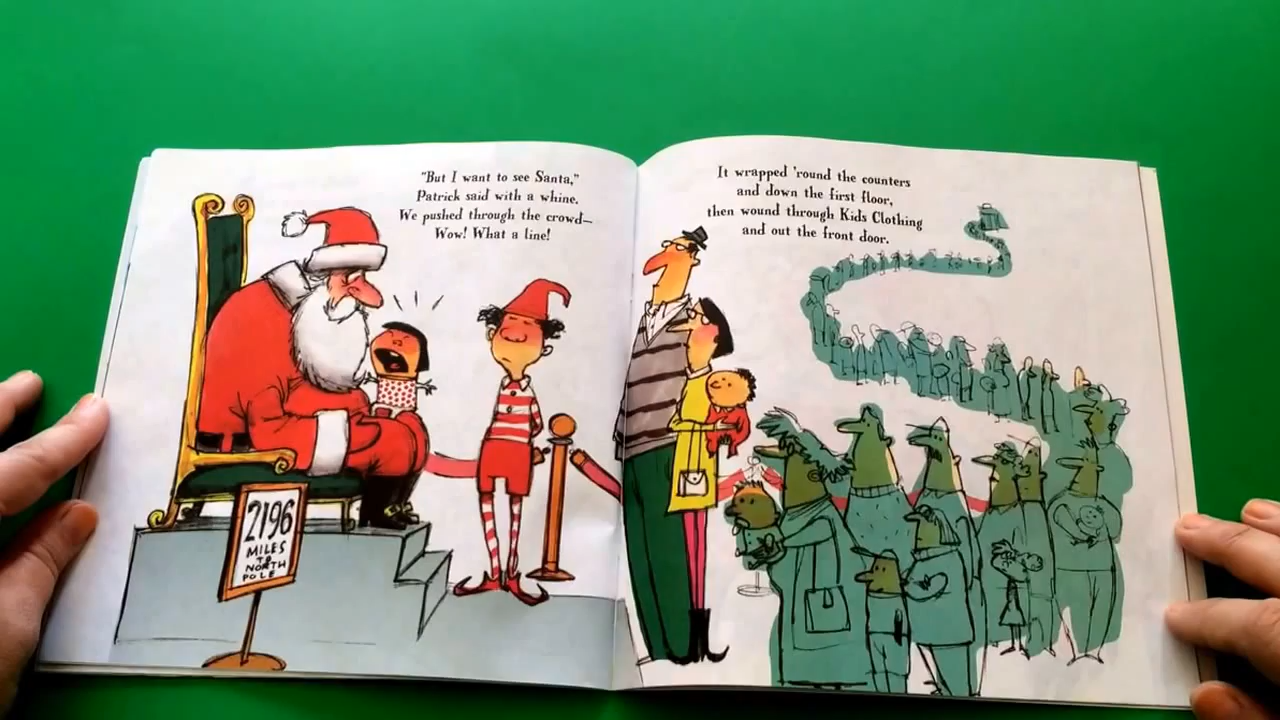 "But I want to see Santa,"
Patrick said with a whine.
We pushed through the crowd—
Wow! What a line!
2196
MILES
TO
NORTH
POLE
It wrapped 'round the counters
and down the first floor,
then wound through Kids Clothing
and out the front door.